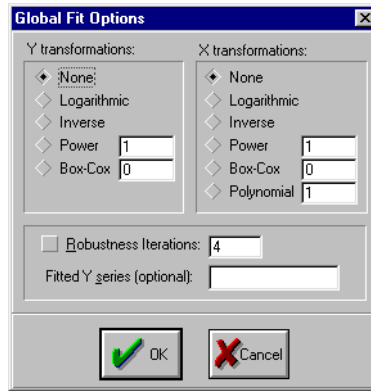 Global Fit Options
Y transformations:
None
Logarithmic
Inverse
Power 1
Box-Cox 0
X transformations:
None
Logarithmic
Inverse
Power 1
Box-Cox 0
Polynomial 1
Robustness Iterations: 4
Fitted Y series (optional):
OK
Cancel